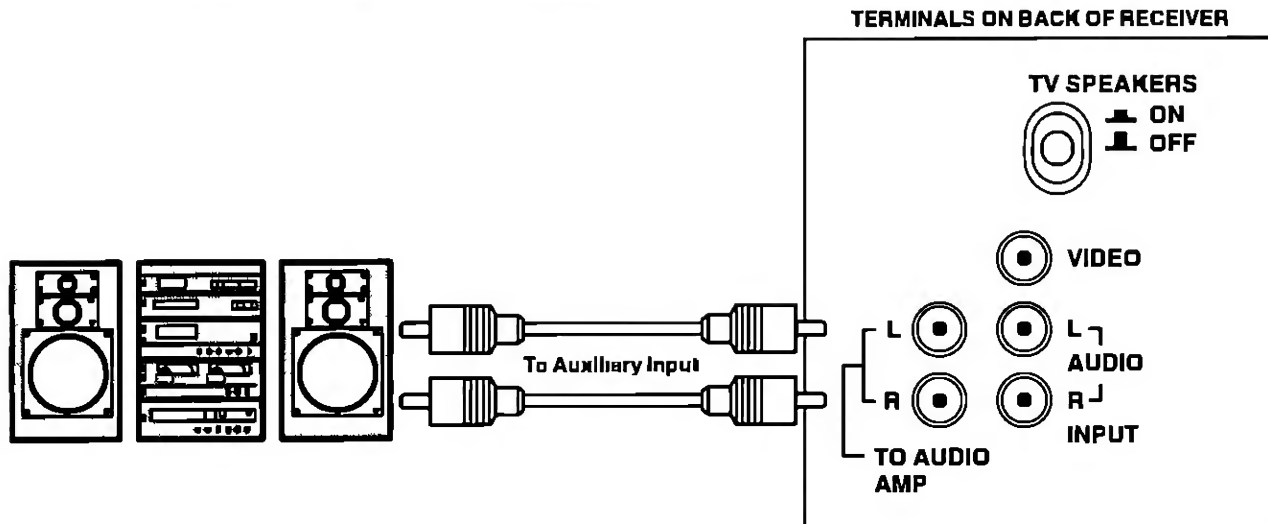 TERMINALS ON BACK OF RECEIVER
TV SPEAKERS
ON
OFF
VIDEO
L
L
AUDIO
To Auxiliary Input
R
R
INPUT
TO AUDIO
AMP